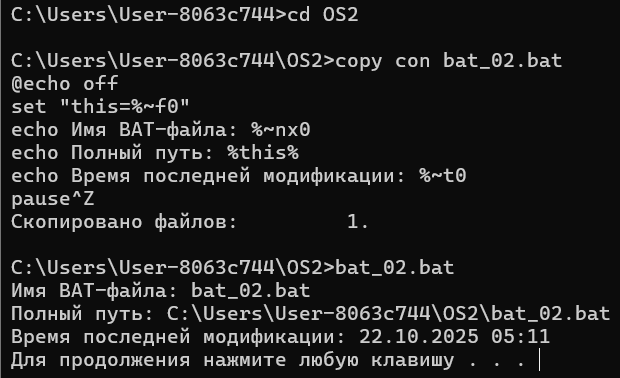 C:\Users\User-8063c744>cd OS2
C:\Users\User-8063c744\OS2>copy con bat_02.bat
@echo off
set "this=%~f0"
echo Имя BAT-файла: %~nx0
echo Полный путь: %this%
echo Время последней модификации: %~t0
pause^Z
Скопировано файлов:         1.
C:\Users\User-8063c744\OS2>bat_02.bat
Имя BAT-файла: bat_02.bat
Полный путь: C:\Users\User-8063c744\OS2\bat_02.bat
Время последней модификации: 22.10.2025 05:11
Для продолжения нажмите любую клавишу . . .